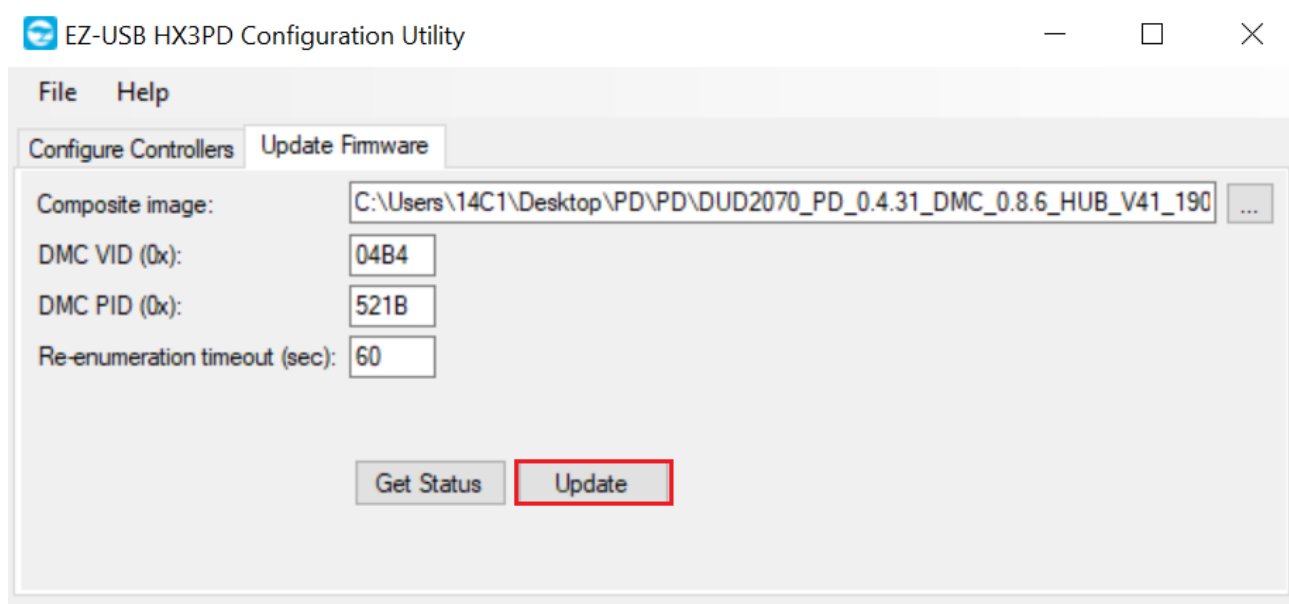 EZ-USB HX3PD Configuration Utility
File Help
Configure Controllers Update Firmware
Composite image: C:\Users\14C1\Desktop\PD\PD\DUD2070_PD_0.4.31_DMC_0.8.6_HUB_V41_190 ...
DMC VID (0x): 04B4
DMC PID (0x): 521B
Re-enumeration timeout (sec): 60
Get Status Update